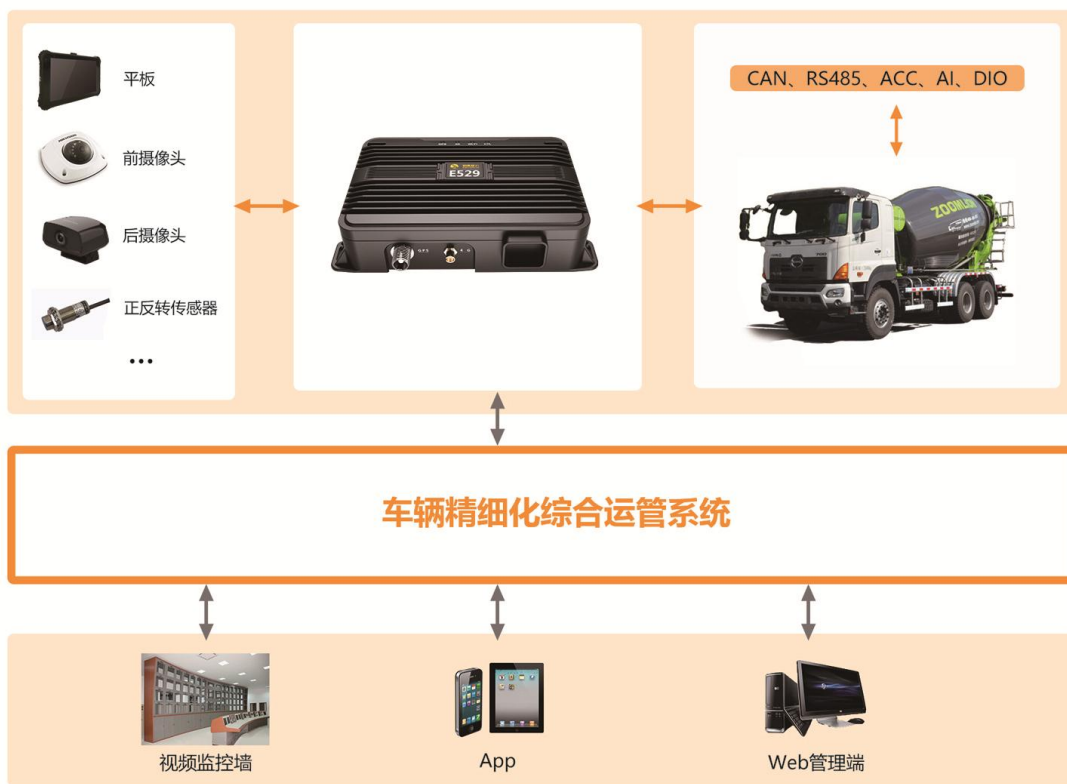 平板
前摄像头
后摄像头
正反转传感器
...
E529
GPS
4G
CAN、RS485、ACC、AI、DIO
ZOOMLION
车辆精细化综合运管系统
视频监控墙
App
Web管理端